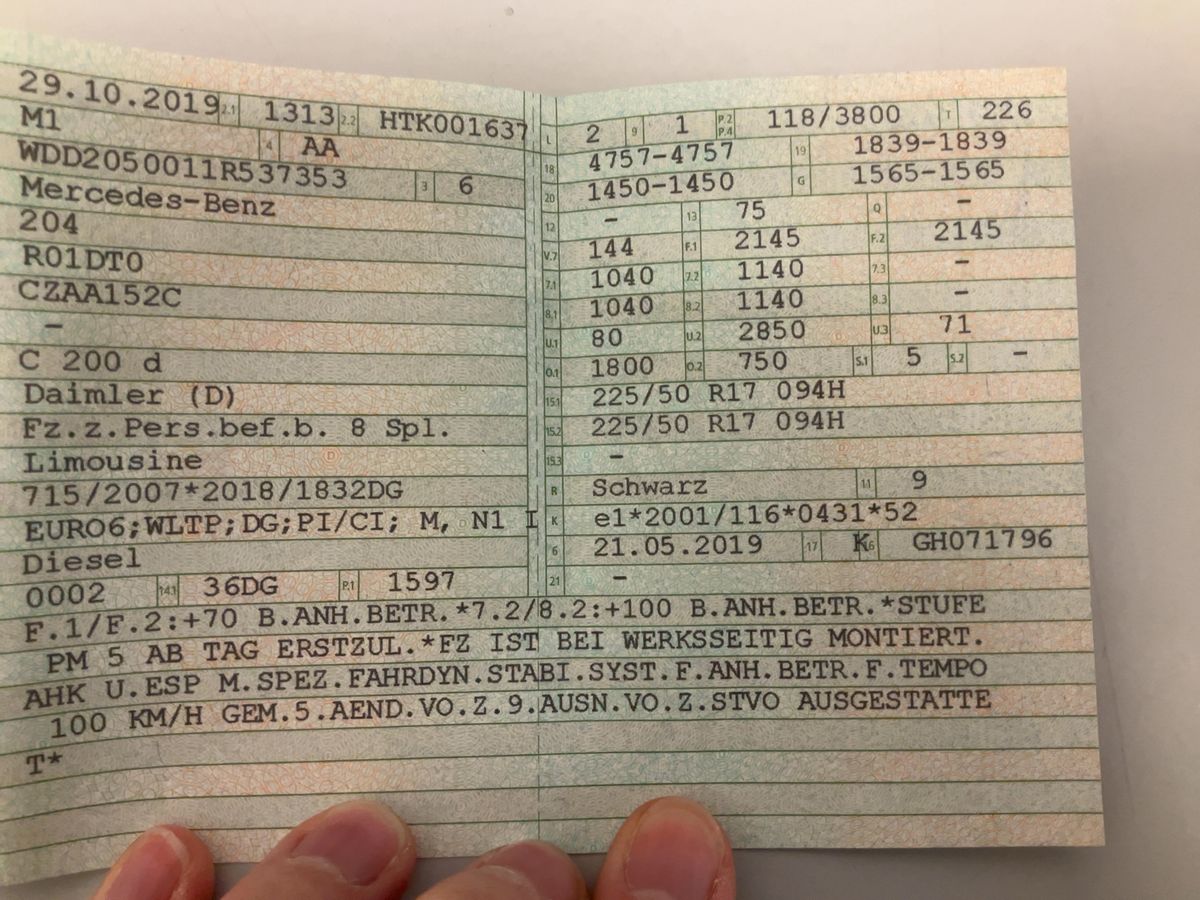 29.10.2019 2.1 1313 2.2 HTK001637
M1 4 AA
WDD2050011R537353 3 6
Mercedes-Benz
204
R01DT0
CZAA152C
–
C 200 d
Daimler (D)
Fz.z.Pers.bef.b. 8 Spl.
Limousine
715/2007*2018/1832DG
EURO6;WLTP;DG;PI/CI; M, N1 I
Diesel
0002 14.1 36DG P.1 1597
L 2 9 1 P.2 P.4 118/3800 T 226
18 4757-4757 19 1839-1839
20 1450-1450 G 1565-1565
12 – 13 75 Q –
V.7 144 F.1 2145 F.2 2145
7.1 1040 7.2 1140 7.3 –
8.1 1040 8.2 1140 8.3 –
U.1 80 U.2 2850 U.3 71
O.1 1800 O.2 750 S.1 5 S.2 –
15.1 225/50 R17 094H
15.2 225/50 R17 094H
15.3 –
R Schwarz 11 9
K e1*2001/116*0431*52
6 21.05.2019 17 K 16 GH071796
21 –
F.1/F.2:+70 B.ANH.BETR.*7.2/8.2:+100 B.ANH.BETR.*STUFE
PM 5 AB TAG ERSTZUL.*FZ IST BEI WERKSSEITIG MONTIERT.
AHK U.ESP M.SPEZ.FAHRDYN.STABI.SYST.F.ANH.BETR.F.TEMPO
100 KM/H GEM.5.AEND.VO.Z.9.AUSN.VO.Z.STVO AUSGESTATTE
T*